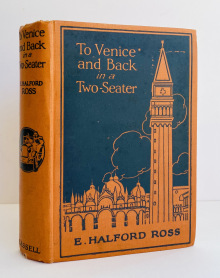 To Venice
and Back
in a
Two-Seater
E. HALFORD ROSS
To Venice
and Back
in a
Two-Seater
HALFORD
ROSS